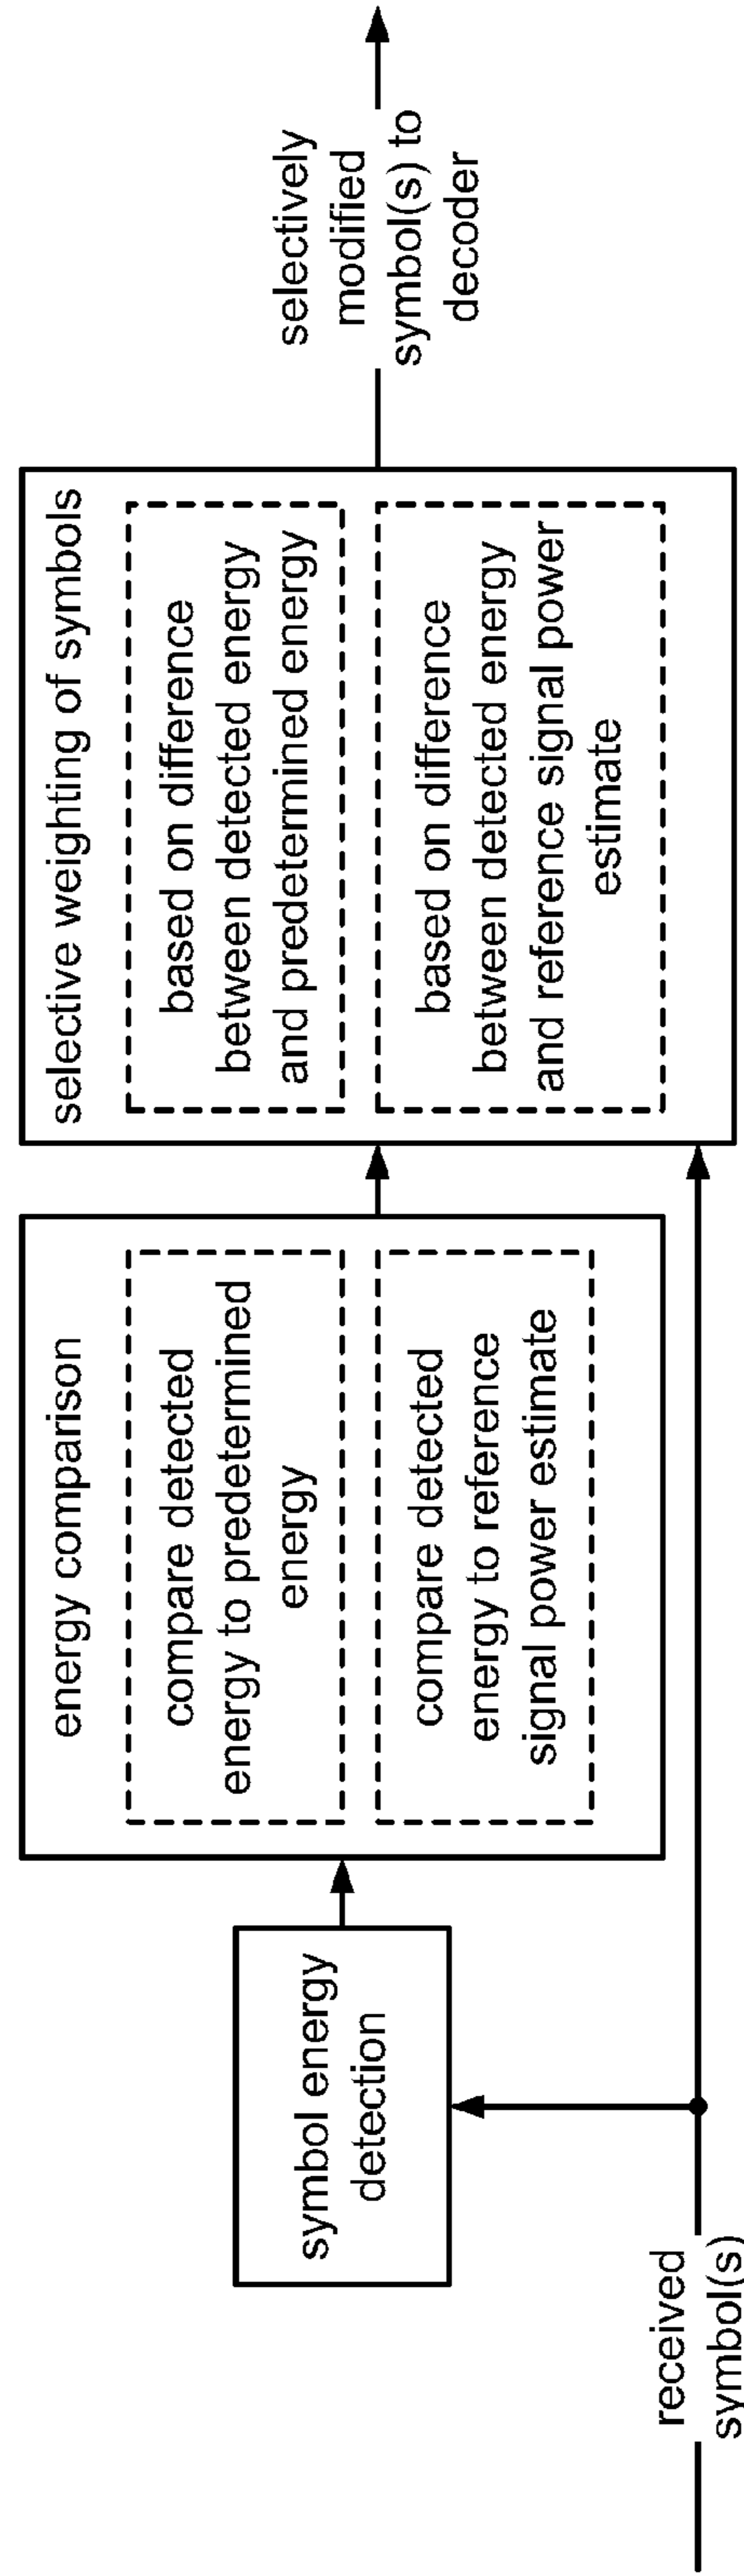 received
symbol(s)
symbol energy
detection
energy comparison
compare detected
energy to predetermined
energy
compare detected
energy to reference
signal power estimate
selective weighting of symbols
based on difference
between detected energy
and predetermined energy
based on difference
between detected energy
and reference signal power
estimate
selectively
modified
symbol(s) to
decoder